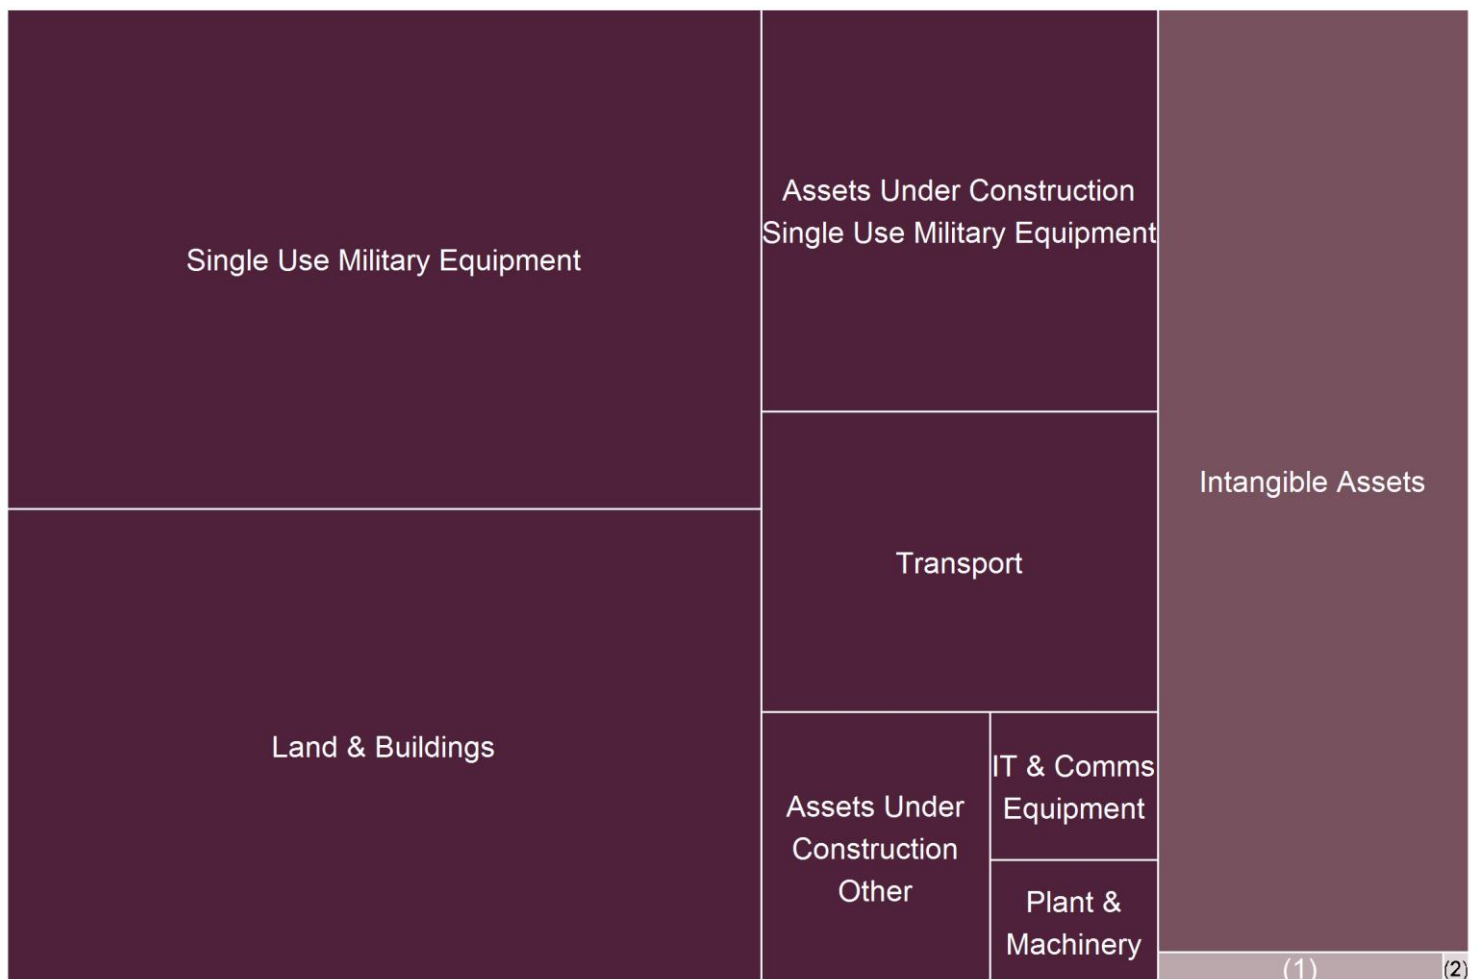 Single Use Military Equipment
Land & Buildings
Assets Under Construction
Single Use Military Equipment
Transport
Assets Under
Construction
Other
IT & Comms
Equipment
Plant &
Machinery
Intangible Assets
(1)
(2)